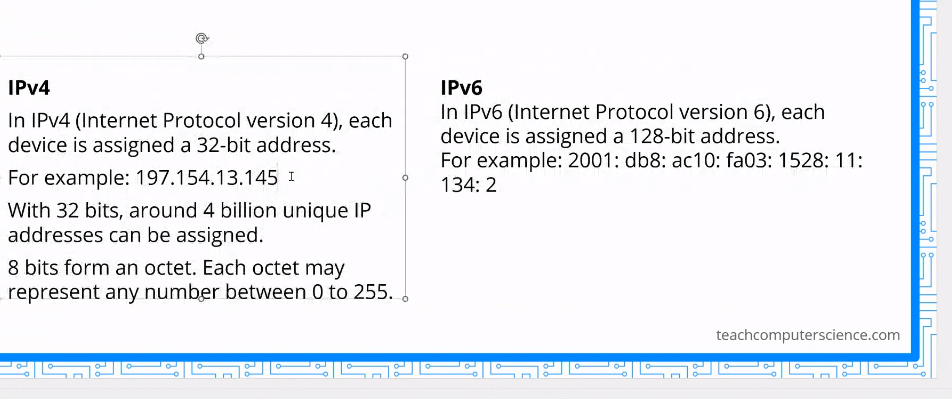 IPv4
In IPv4 (Internet Protocol version 4), each
device is assigned a 32-bit address.
For example: 197.154.13.145
With 32 bits, around 4 billion unique IP
addresses can be assigned.
8 bits form an octet. Each octet may
represent any number between 0 to 255.
IPv6
In IPv6 (Internet Protocol version 6), each
device is assigned a 128-bit address.
For example: 2001: db8: ac10: fa03: 1528: 11:
134: 2
teachcomputerscience.com